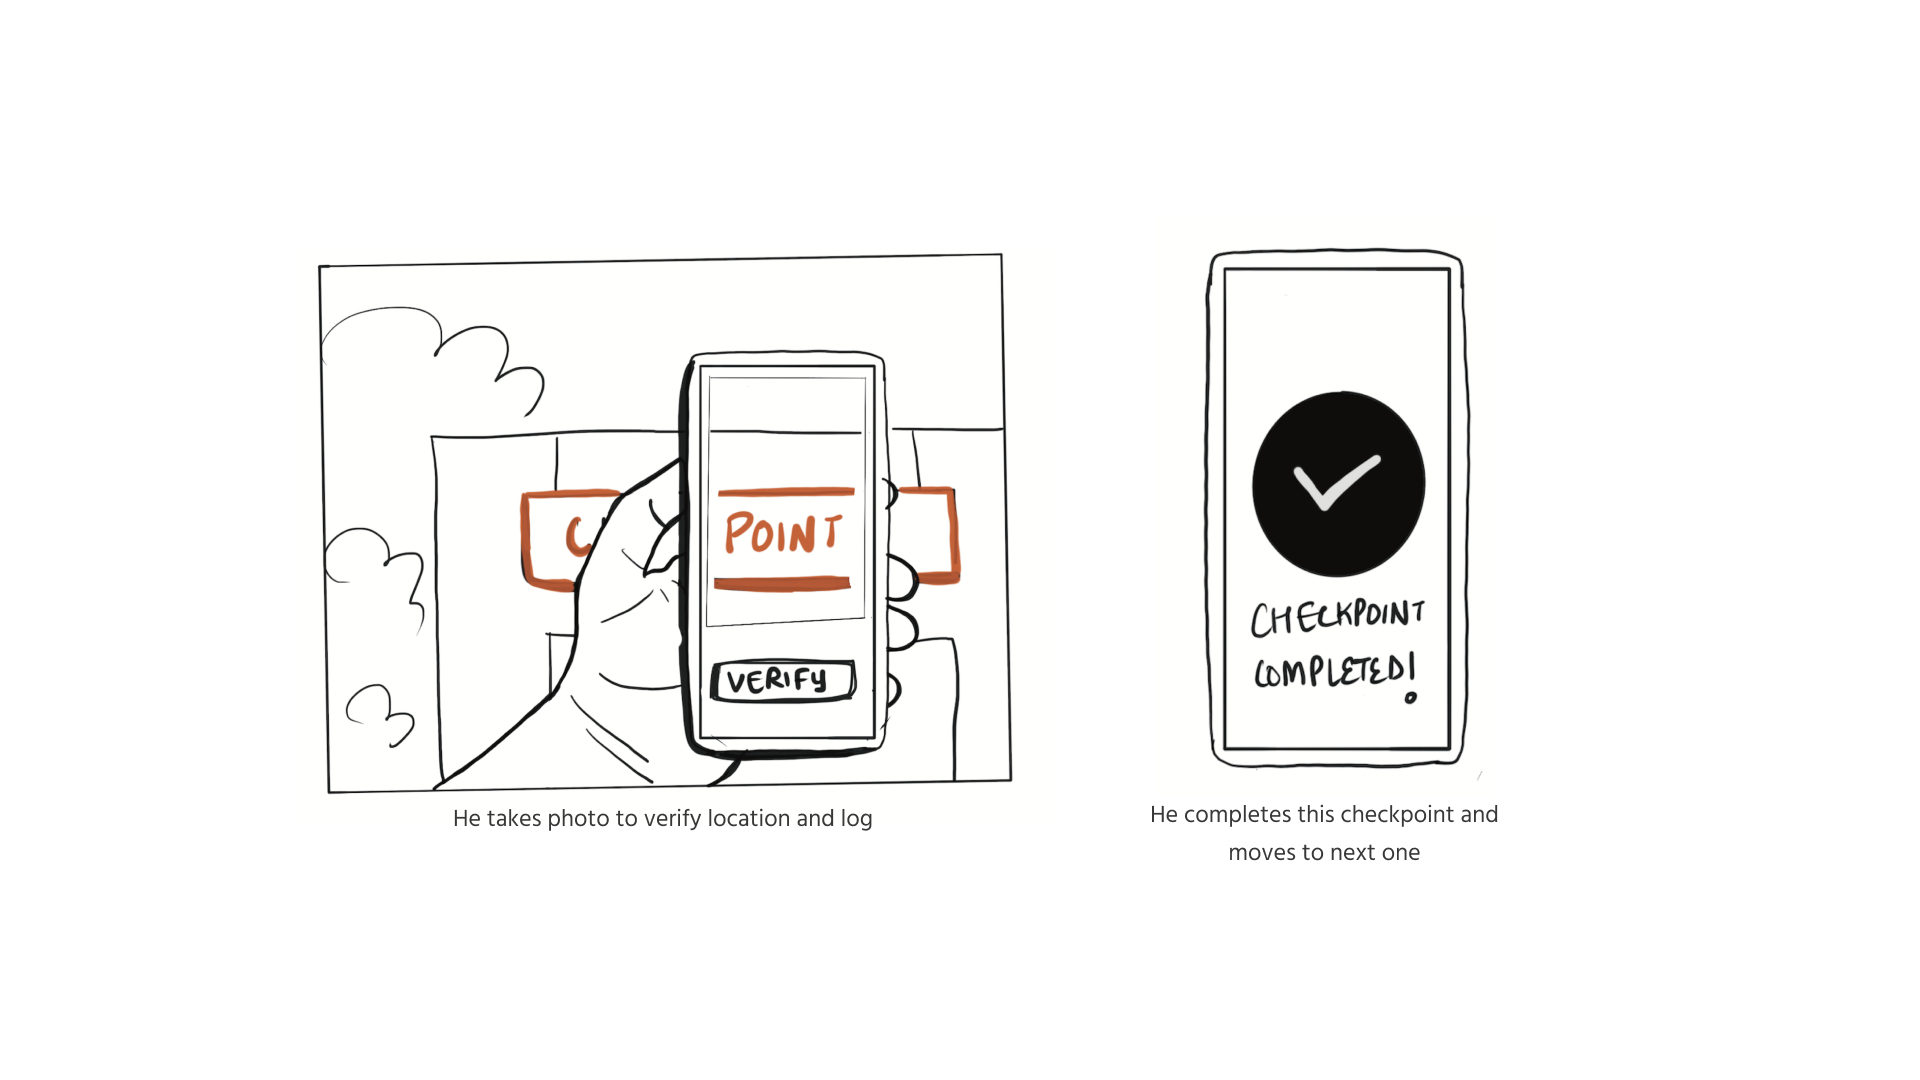 C
POINT
VERIFY
He takes photo to verify location and log
CHECKPOINT
COMPLETED!
He completes this checkpoint and
moves to next one